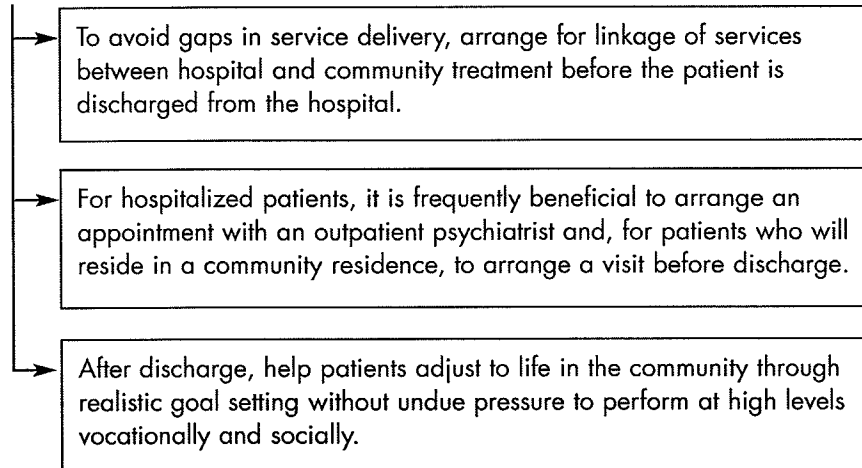 To avoid gaps in service delivery, arrange for linkage of services
between hospital and community treatment before the patient is
discharged from the hospital.
For hospitalized patients, it is frequently beneficial to arrange an
appointment with an outpatient psychiatrist and, for patients who will
reside in a community residence, to arrange a visit before discharge.
After discharge, help patients adjust to life in the community through
realistic goal setting without undue pressure to perform at high levels
vocationally and socially.